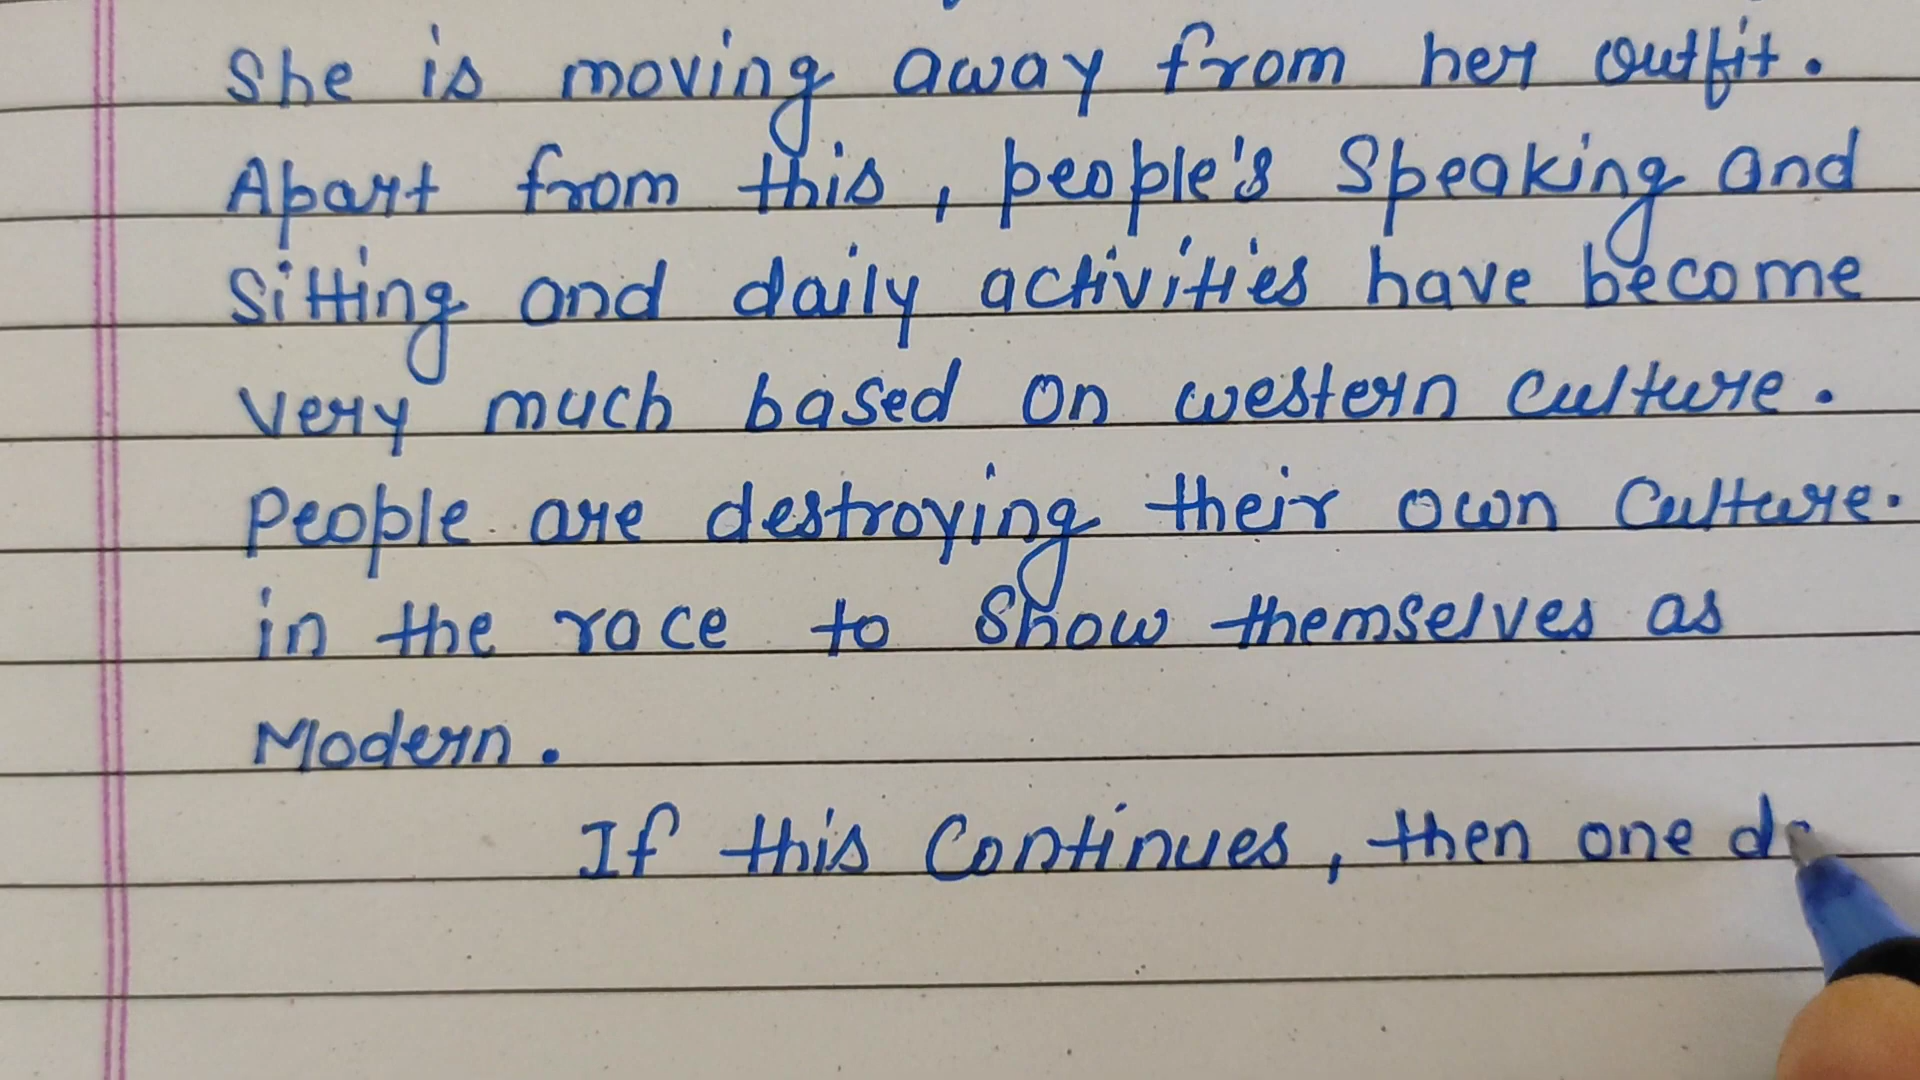 She is moving away from her outfit.
Apart from this, people's Speaking and
Sitting and daily activities have become
very much based on western culture.
People are destroying their own Culture.
in the race to Show themselves as
Modern.
If this Continues, then one